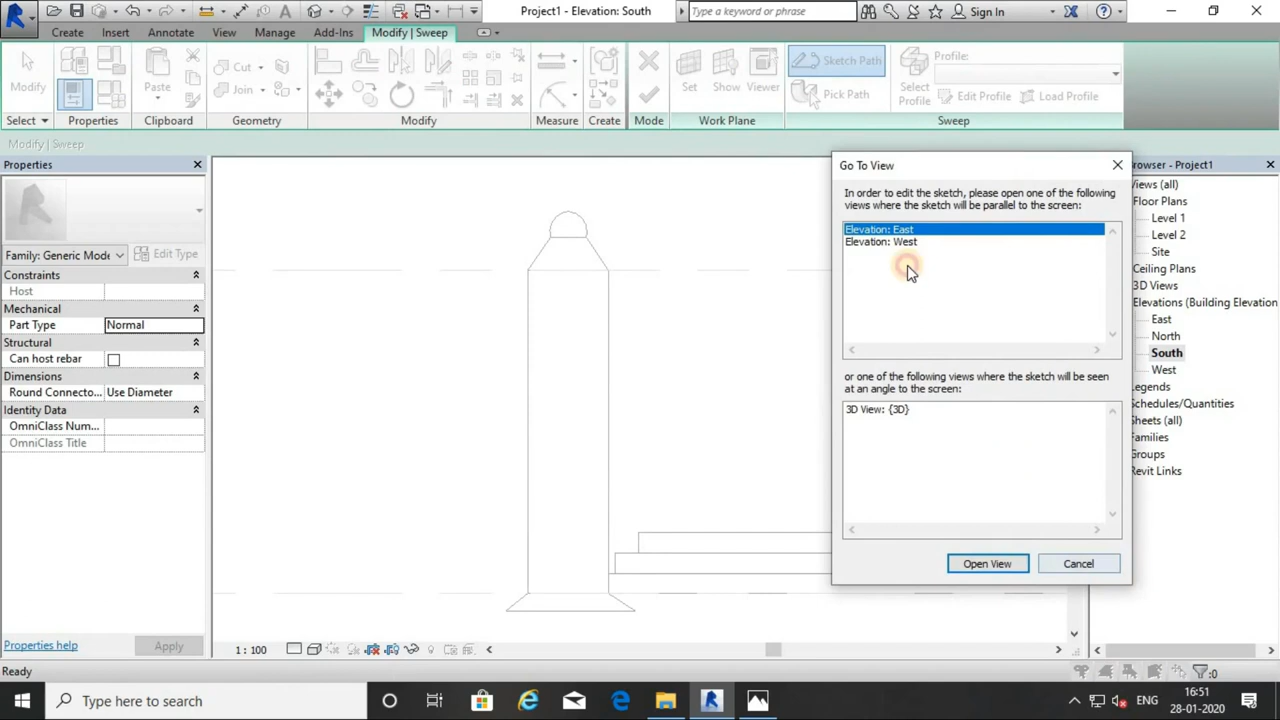 Project1 - Elevation: South
Type a keyword or phrase
Sign In
Create Insert Annotate View Manage Add-Ins Modify | Sweep
Modify
Paste
Cut
Join
Sketch Path
Pick Path
Set Show Viewer
Select
Profile
Profile:
Edit Profile Load Profile
Select Properties Clipboard Geometry Modify Measure Create Mode Work Plane Sweep
Modify | Sweep
Properties
Family: Generic Mode
Edit Type
Constraints
Host
Mechanical
Part Type Normal
Structural
Can host rebar
Dimensions
Round Connecto... Use Diameter
Identity Data
OmniClass Num...
OmniClass Title
Properties help
Apply
Go To View
In order to edit the sketch, please open one of the following
views where the sketch will be parallel to the screen:
Elevation: East
Elevation: West
or one of the following views where the sketch will be seen
at an angle to the screen:
3D View: {3D}
Open View
Cancel
rowser - Project1
Views (all)
Floor Plans
Level 1
Level 2
Site
Ceiling Plans
3D Views
Elevations (Building Elevation
East
North
South
West
Legends
Schedules/Quantities
Sheets (all)
Families
Groups
Revit Links
1 : 100
Ready
:0
Type here to search
ENG
16:51
28-01-2020